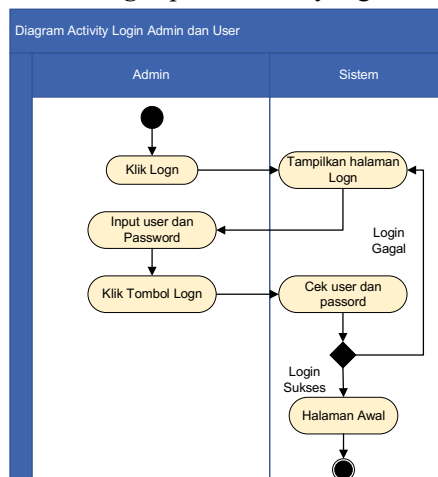 Diagram Activity Login Admin dan User
Admin
Sistem
Klik Logn
Tampilkan halaman
Logn
Input user dan
Password
Login
Gagal
Klik Tombol Logn
Cek user dan
passord
Login
Sukses
Halaman Awal